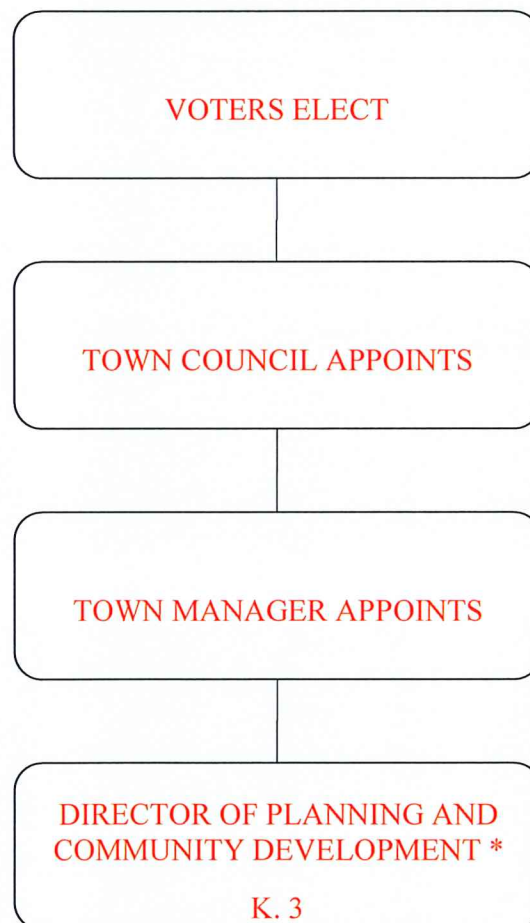 VOTERS ELECT
TOWN COUNCIL APPOINTS
TOWN MANAGER APPOINTS
DIRECTOR OF PLANNING AND
COMMUNITY DEVELOPMENT *
K. 3